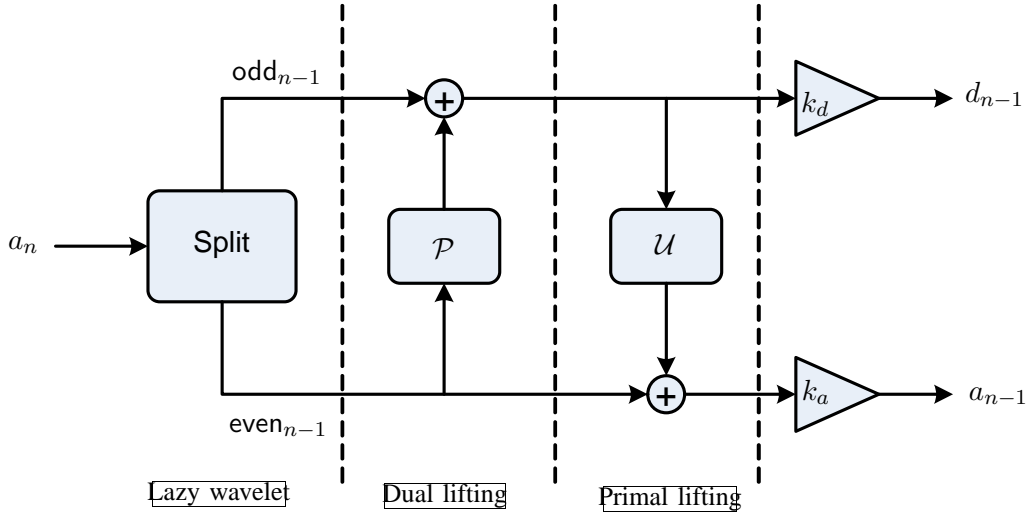 odd_{n−1}
+
k_d
d_{n−1}
a_n
Split
𝒫
𝒰
+
k_a
a_{n−1}
even_{n−1}
Lazy wavelet
Dual lifting
Primal lifting